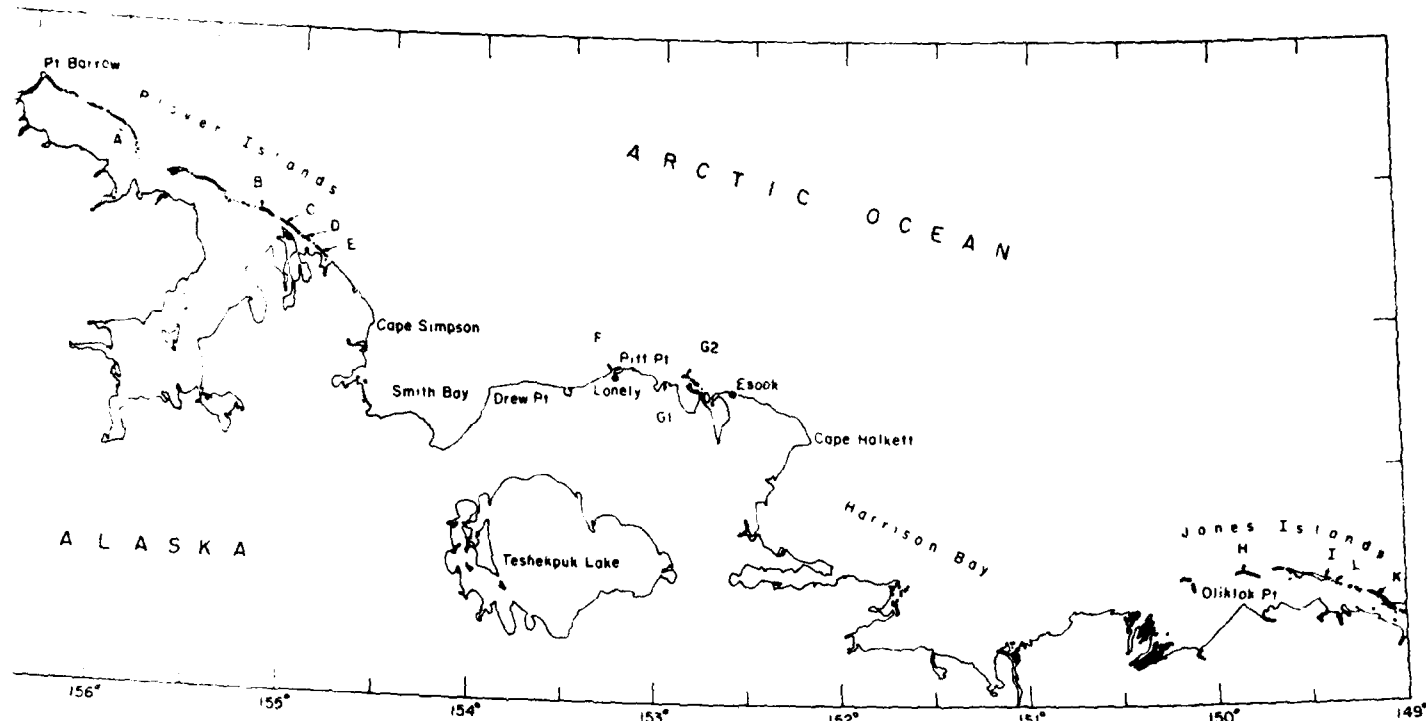 Pt Barrow
Plover Islands
A
B
C
D
E
ARCTIC OCEAN
Cape Simpson
Smith Bay
Drew Pt
F
Pitt Pt
Lonely
G2
G1
Esook
Cape Halkett
Harrison Bay
ALASKA
Teshekpuk Lake
Jones Islands
H
I
L
K
Oliktok Pt
156°
155°
154°
153°
152°
151°
150°
149°